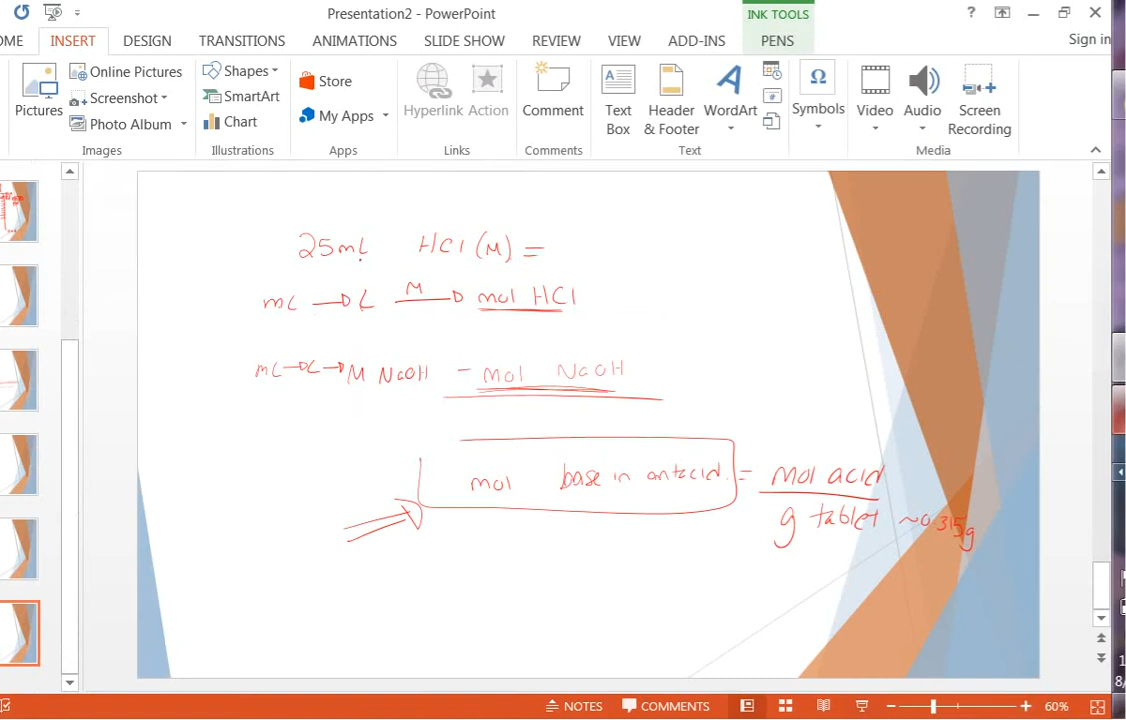 Presentation2 - PowerPoint
INK TOOLS
?
OME INSERT DESIGN TRANSITIONS ANIMATIONS SLIDE SHOW REVIEW VIEW ADD-INS PENS
Sign in
Pictures
Online Pictures
Screenshot
Photo Album
Images
Shapes
SmartArt
Chart
Illustrations
Store
My Apps
Apps
Hyperlink Action
Links
Comment
Comments
Text Box
Header & Footer
WordArt
Text
Ω
Symbols
Video
Audio
Screen Recording
Media
25mL HCl (M) =
mL → L M → mol HCl
mL → L → M NaOH - mol NaOH
mol base in antacid = mol acid
g tablet ~0.315g
NOTES COMMENTS 60%